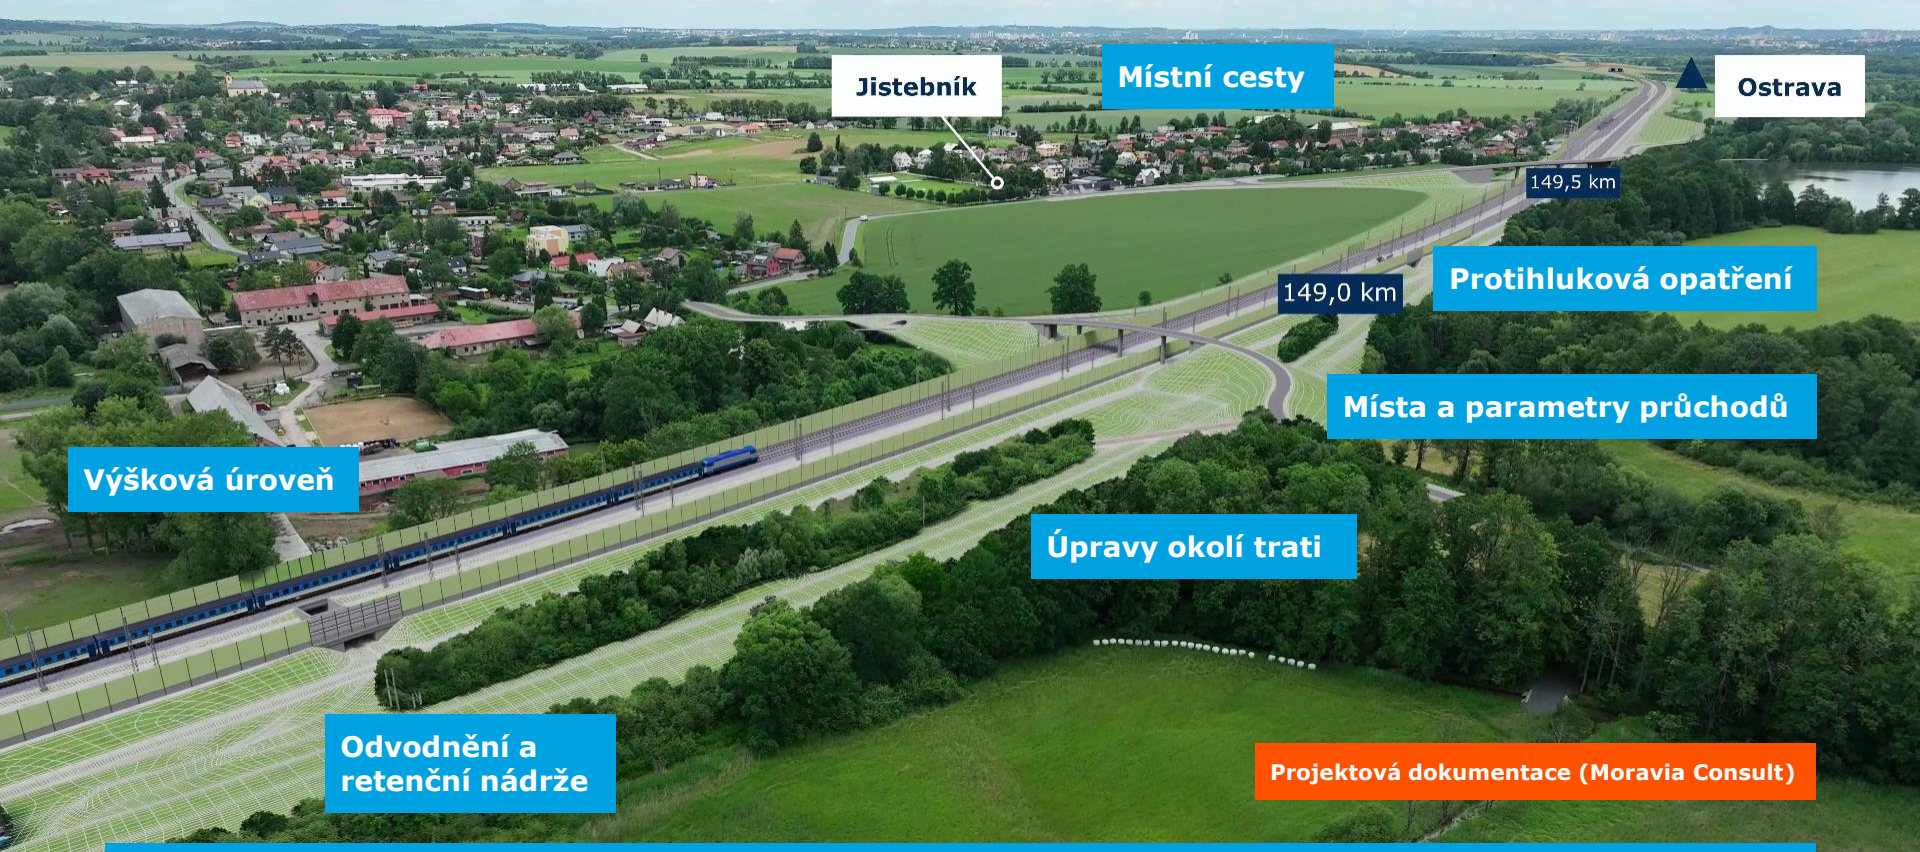 Jistebník
Místní cesty
Ostrava
149,5 km
Protihluková opatření
149,0 km
Místa a parametry průchodů
Výšková úroveň
Úpravy okolí trati
Odvodnění a
retenční nádrže
Projektová dokumentace (Moravia Consult)